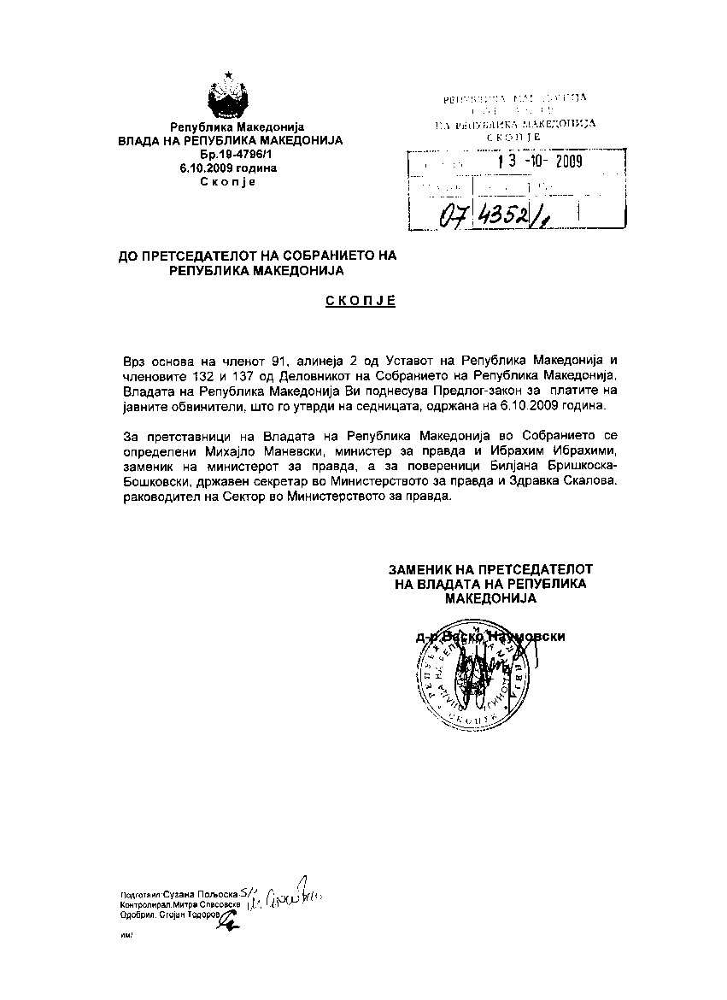 Република Македонија
ВЛАДА НА РЕПУБЛИКА МАКЕДОНИЈА
Бр.19-4796/1
6.10.2009 година
Скопје
РЕПУБЛИКА МАКЕДОНИЈА
НА РЕПУБЛИКА МАКЕДОНИЈА
СКОПЈЕ
13 -10- 2009
07 4352/1
ДО ПРЕТСЕДАТЕЛОТ НА СОБРАНИЕТО НА
РЕПУБЛИКА МАКЕДОНИЈА
СКОПЈЕ
Врз основа на членот 91, алинеја 2 од Уставот на Република Македонија и
членовите 132 и 137 од Деловникот на Собранието на Република Македонија,
Владата на Република Македонија Ви поднесува Предлог-закон за платите на
јавните обвинители, што го утврди на седницата, одржана на 6.10.2009 година.
За претставници на Владата на Република Македонија во Собранието се
определени Михајло Маневски, министер за правда и Ибрахим Ибрахими,
заменик на министерот за правда, а за повереници Билјана Бришкоска-
Бошковски, државен секретар во Министерството за правда и Здравка Скалова,
раководител на Сектор во Министерството за правда.
ЗАМЕНИК НА ПРЕТСЕДАТЕЛОТ
НА ВЛАДАТА НА РЕПУБЛИКА
МАКЕДОНИЈА
д-р Васко Наумовски
СКОПЈЕ
Подготвил:Сузана Пољоска
Контролирал:Митра Спасовска
Одобрил: Стојан Тодоров
им/